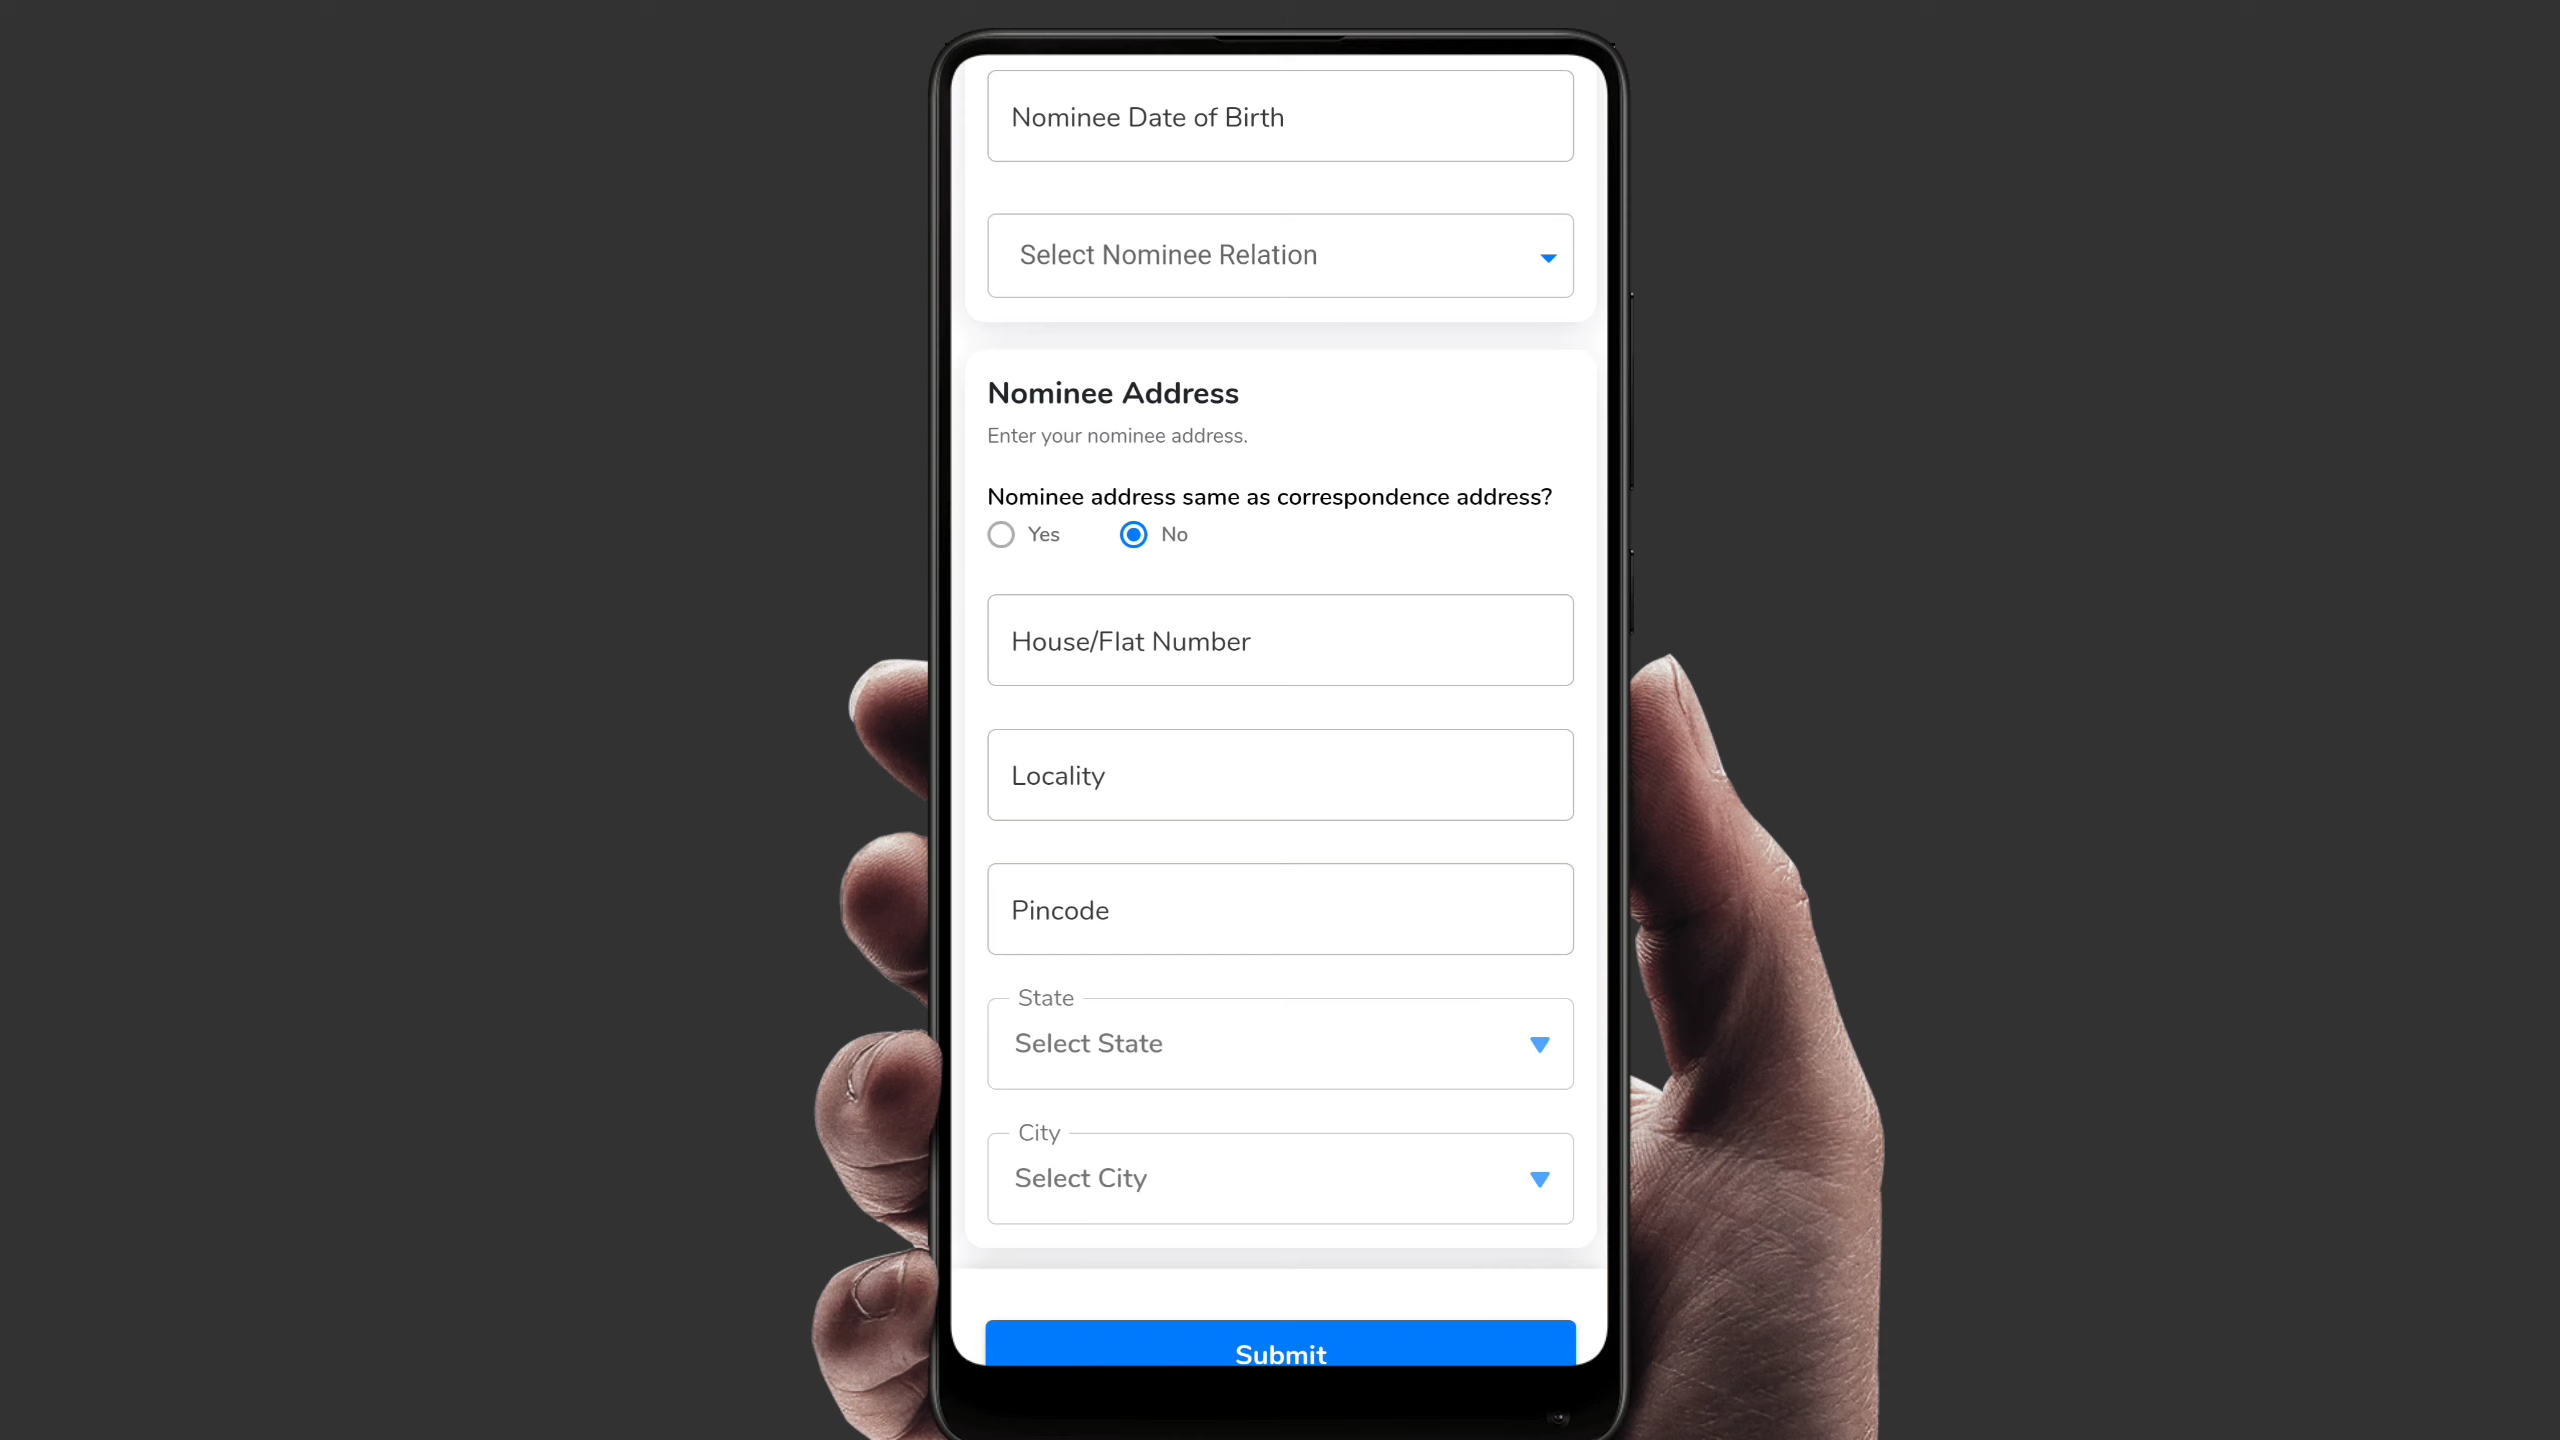 Nominee Date of Birth
Select Nominee Relation
Nominee Address
Enter your nominee address.
Nominee address same as correspondence address?
Yes No
House/Flat Number
Locality
Pincode
State
Select State
City
Select City
Submit